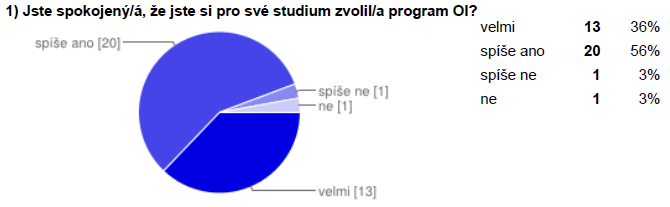 1) Jste spokojený/á, že jste si pro své studium zvolil/a program OI?
spíše ano [20]
spíše ne [1]
ne [1]
velmi [13]
velmi 13 36%
spíše ano 20 56%
spíše ne 1 3%
ne 1 3%